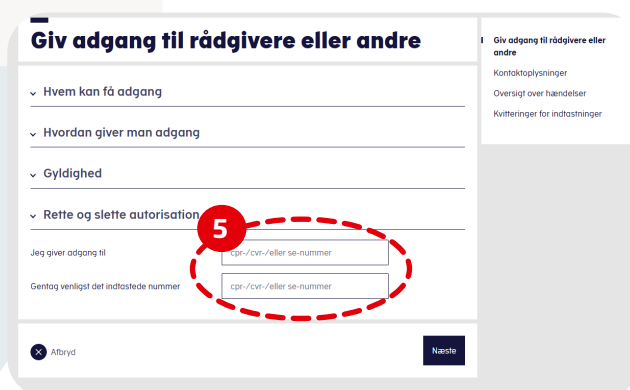 Giv adgang til rådgivere eller andre
Hvem kan få adgang
Hvordan giver man adgang
Gyldighed
Rette og slette autorisation
5
Jeg giver adgang til
cpr-/cvr-/eller se-nummer
Gentag venligst det indtastede nummer
cpr-/cvr-/eller se-nummer
Afbryd
Næste
Giv adgang til rådgivere eller
andre
Kontaktoplysninger
Oversigt over hændelser
Kvitteringer for indtastninger